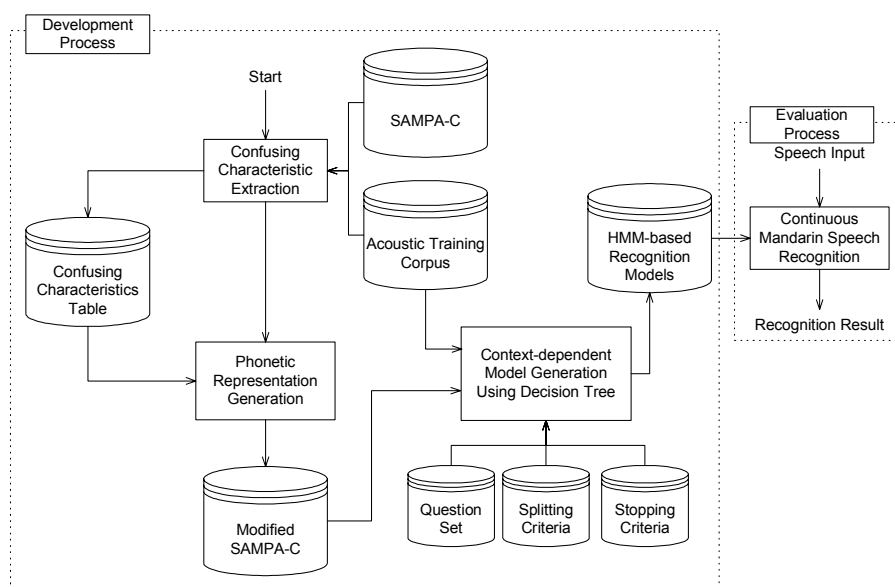 Development
Process
Start
SAMPA-C
Evaluation
Process
Speech Input
Confusing
Characteristic
Extraction
Acoustic Training
Corpus
HMM-based
Recognition
Models
Continuous
Mandarin Speech
Recognition
Confusing
Characteristics
Table
Recognition Result
Phonetic
Representation
Generation
Context-dependent
Model Generation
Using Decision Tree
Modified
SAMPA-C
Question
Set
Splitting
Criteria
Stopping
Criteria